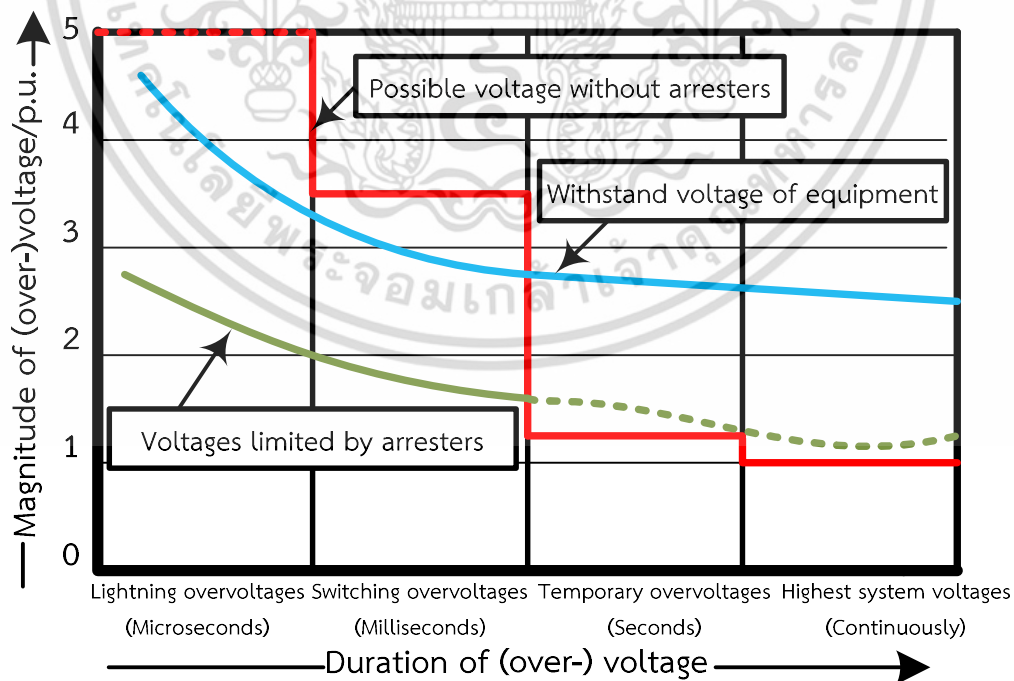 Magnitude of (over-)voltage/p.u.
5
4
3
2
1
0
Possible voltage without arresters
Withstand voltage of equipment
Voltages limited by arresters
Lightning overvoltages
(Microseconds)
Switching overvoltages
(Milliseconds)
Temporary overvoltages
(Seconds)
Highest system voltages
(Continuously)
Duration of (over-) voltage